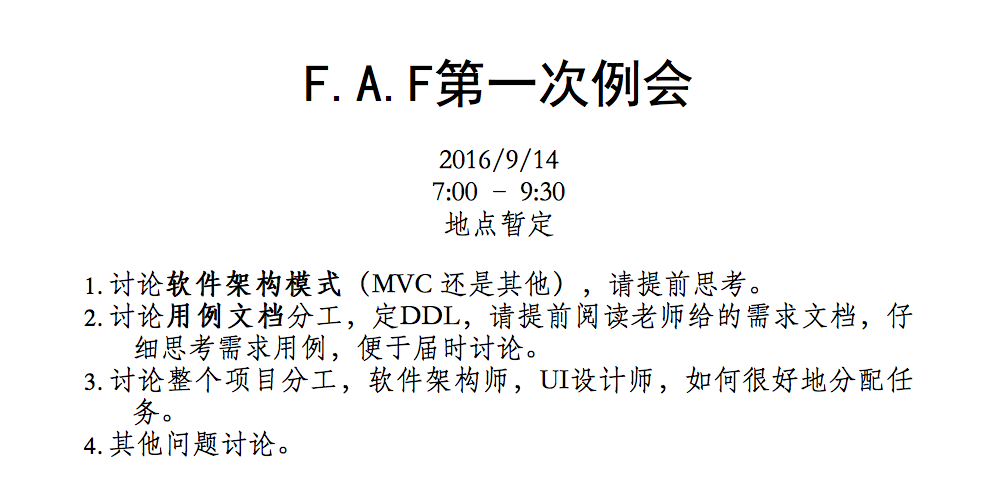 F.A.F第一次例会
2016/9/14
7:00 - 9:30
地点暂定
1. 讨论软件架构模式（MVC 还是其他），请提前思考。
2. 讨论用例文档分工，定DDL，请提前阅读老师给的需求文档，仔
细思考需求用例，便于届时讨论。
3. 讨论整个项目分工，软件架构师，UI设计师，如何很好地分配任
务。
4. 其他问题讨论。